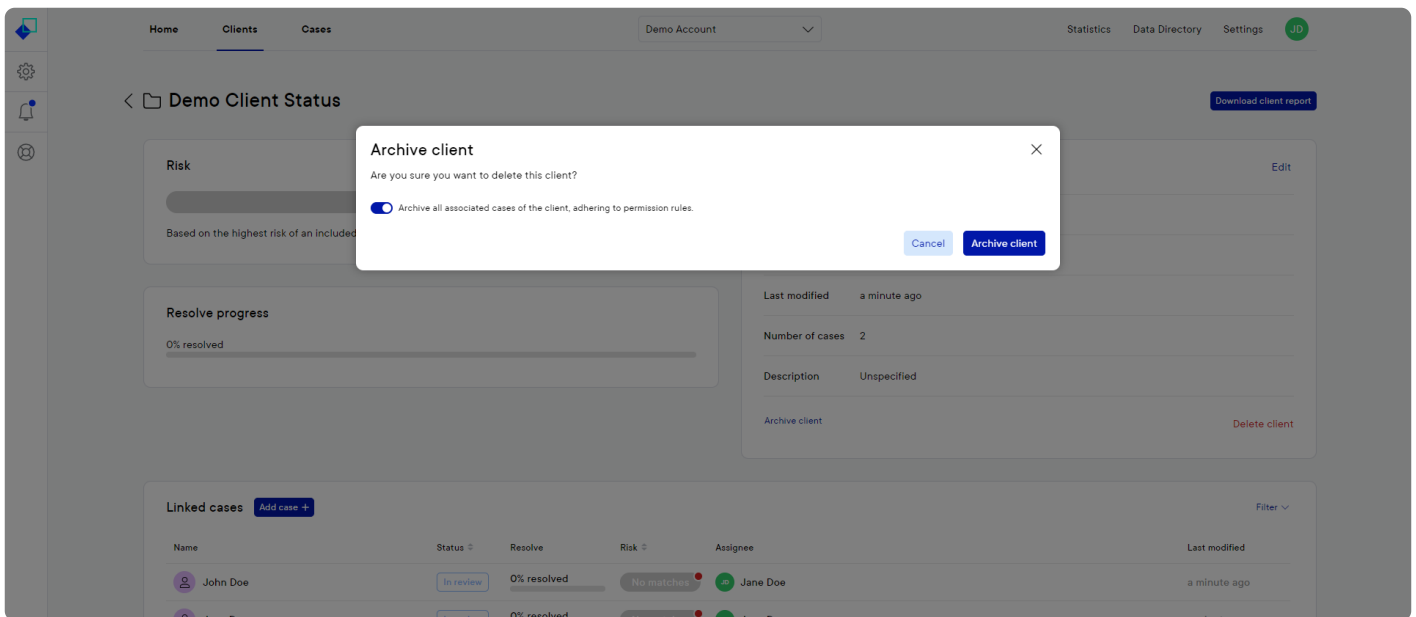 Home Clients Cases Demo Account Statistics Data Directory Settings JD
Demo Client Status Download client report
Archive client
Are you sure you want to delete this client?
Archive all associated cases of the client, adhering to permission rules.
Cancel Archive client
Risk Edit
Based on the highest risk of an included
Resolve progress
0% resolved
Last modified a minute ago
Number of cases 2
Description Unspecified
Archive client Delete client
Linked cases Add case + Filter
Name Status Resolve Risk Assignee Last modified
John Doe In review 0% resolved No matches JD Jane Doe a minute ago
0% resolved